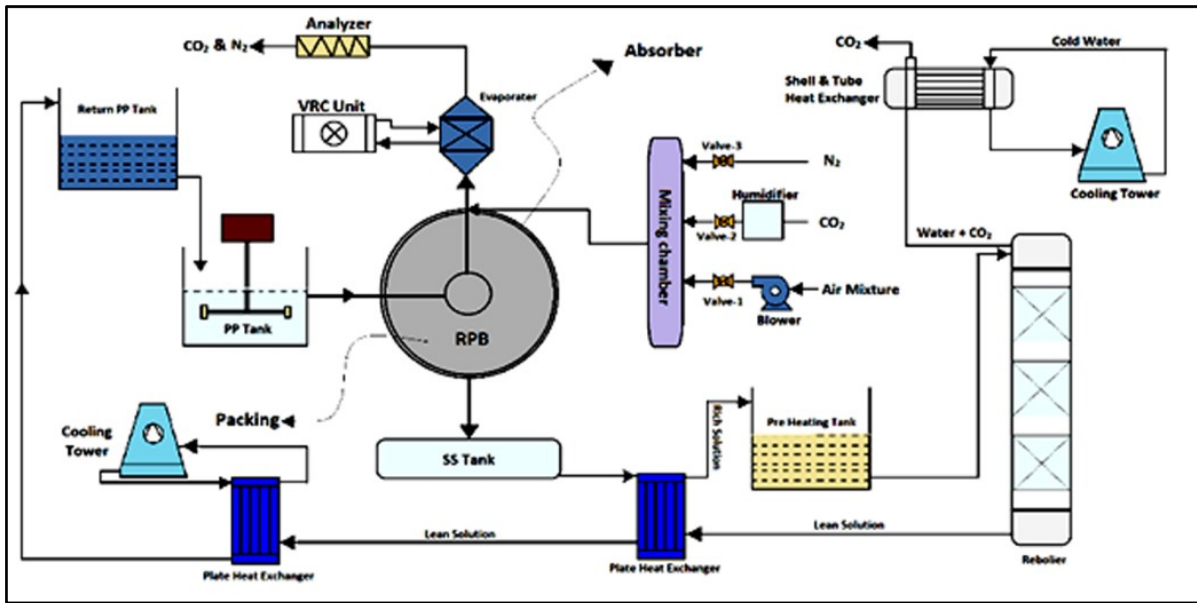 Analyzer
CO₂ & N₂
Absorber
CO₂
Cold Water
Shell & Tube
Heat Exchanger
Return PP Tank
VRC Unit
Evaporater
Valve-3
N₂
Cooling Tower
Humidifier
Mixing chamber
Valve-2
CO₂
Water + CO₂
PP Tank
Valve-1
Air Mixture
Blower
RPB
Packing
Cooling
Tower
SS Tank
Rich Solution
Pre Heating Tank
Lean Solution
Lean Solution
Plate Heat Exchanger
Plate Heat Exchanger
Rebolier